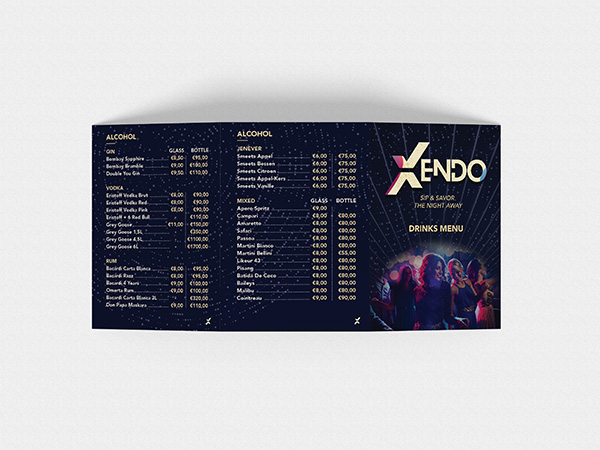 ALCOHOL
GIN GLASS BOTTLE
Bombay Sapphire €8,50 €95,00
Bombay Bramble €9,00 €100,00
Double You Gin €9,50 €110,00
VODKA
Eristoff Vodka Brut €8,00 €90,00
Eristoff Vodka Red €8,00 €90,00
Eristoff Vodka Pink €8,00 €90,00
Eristoff + 6 Red Bull €110,00
Grey Goose €11,00 €150,00
Grey Goose 1,5L €350,00
Grey Goose 4,5L €1100,00
Grey Goose 6L €1700,00
RUM
Bacardi Carta Blanca €8,00 €95,00
Bacardi Razz €8,00 €95,00
Bacardi 4 Years €9,00 €100,00
Omerta Rum €9,00 €100,00
Bacardi Carta Blanca 3L €320,00
Don Papa Maskara €9,00 €110,00
ALCOHOL
JENEVER
Smeets Appel €6,00 €75,00
Smeets Bessen €6,00 €75,00
Smeets Citroen €6,00 €75,00
Smeets Appel-Kers €6,00 €75,00
Smeets Vanille €6,00 €75,00
MIXED GLASS BOTTLE
Apero Spritz €9,00
Campari €8,00 €80,00
Amaretto €8,00 €80,00
Safari €8,00 €80,00
Passoa €8,00 €80,00
Martini Bianco €8,00 €80,00
Martini Bellini €8,00 €55,00
Likeur 43 €8,00 €80,00
Pisang €8,00 €80,00
Batida De Coco €8,00 €80,00
Baileys €8,00 €80,00
Malibu €8,00 €80,00
Cointreau €9,00 €90,00
XENDO
SIP & SAVOR
THE NIGHT AWAY
DRINKS MENU